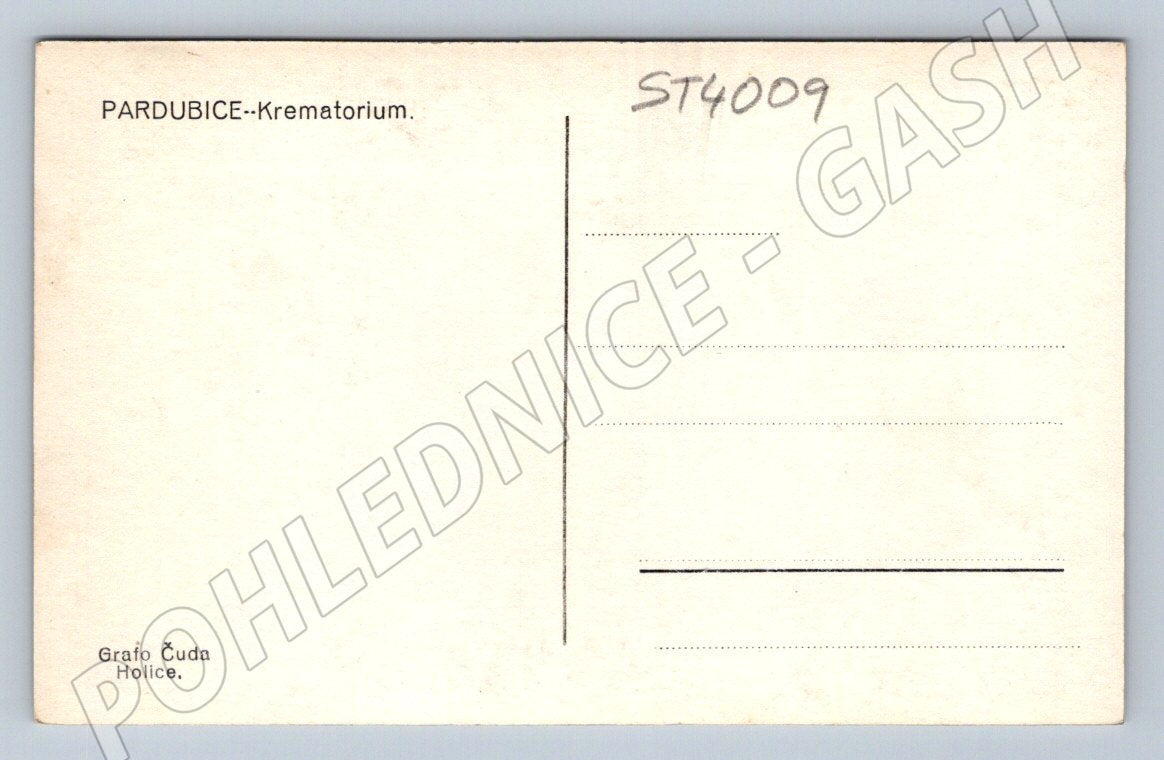 PARDUBICE--Krematorium.
ST4009
Grafo Čuda
Holice.
POHLEDNICE - GASH